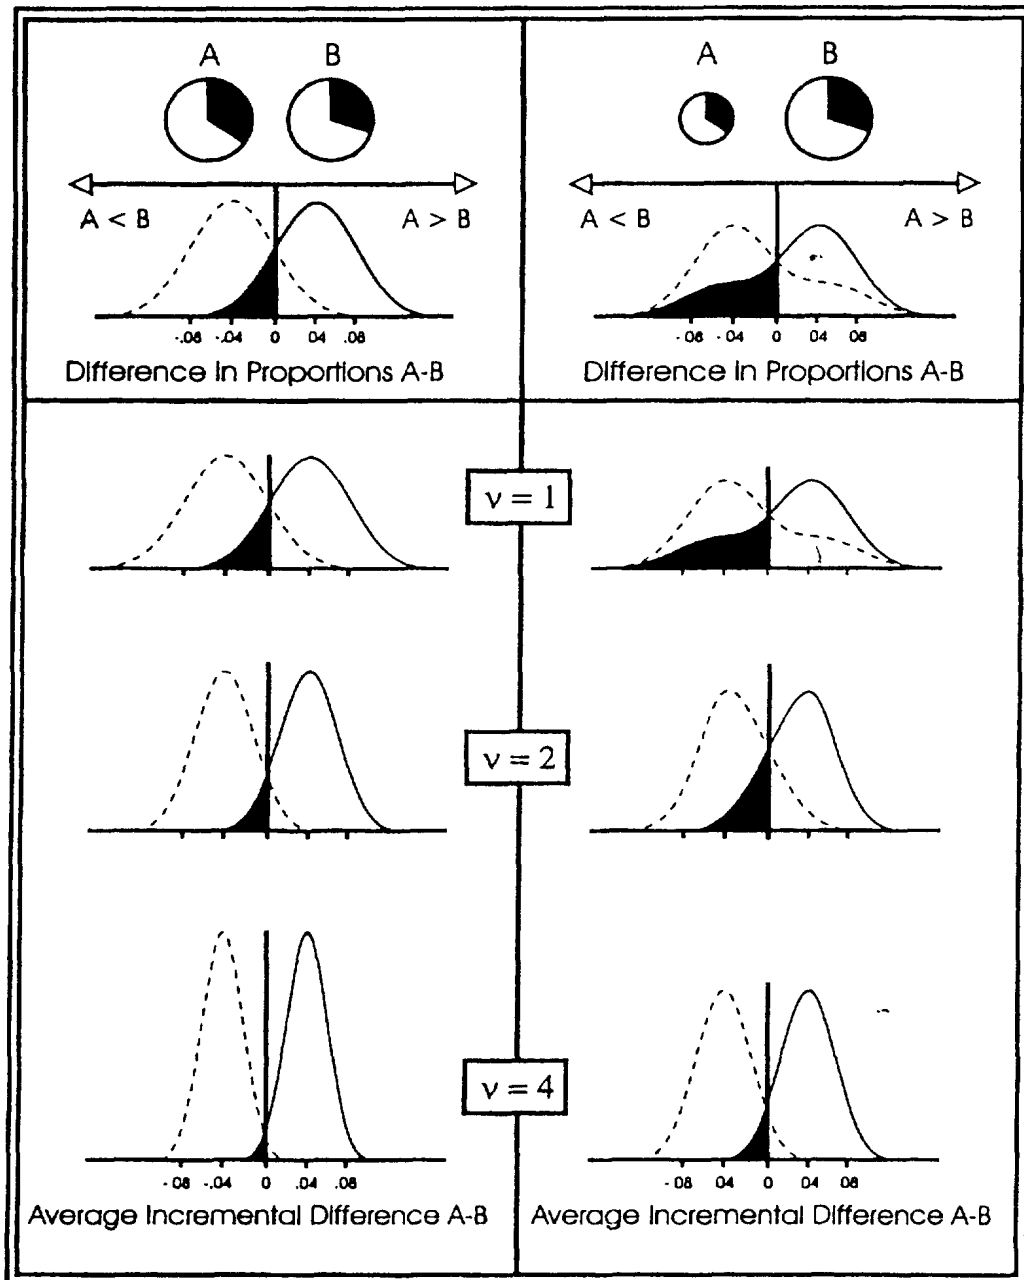 A B
A < B A > B
-.08 -.04 0 .04 .08
Difference in Proportions A-B
A B
A < B A > B
-.08 -.04 0 .04 .08
Difference in Proportions A-B
ν = 1
ν = 2
ν = 4
-.08 -.04 0 .04 .08
Average Incremental Difference A-B
-.08 .04 0 .04 .08
Average Incremental Difference A-B